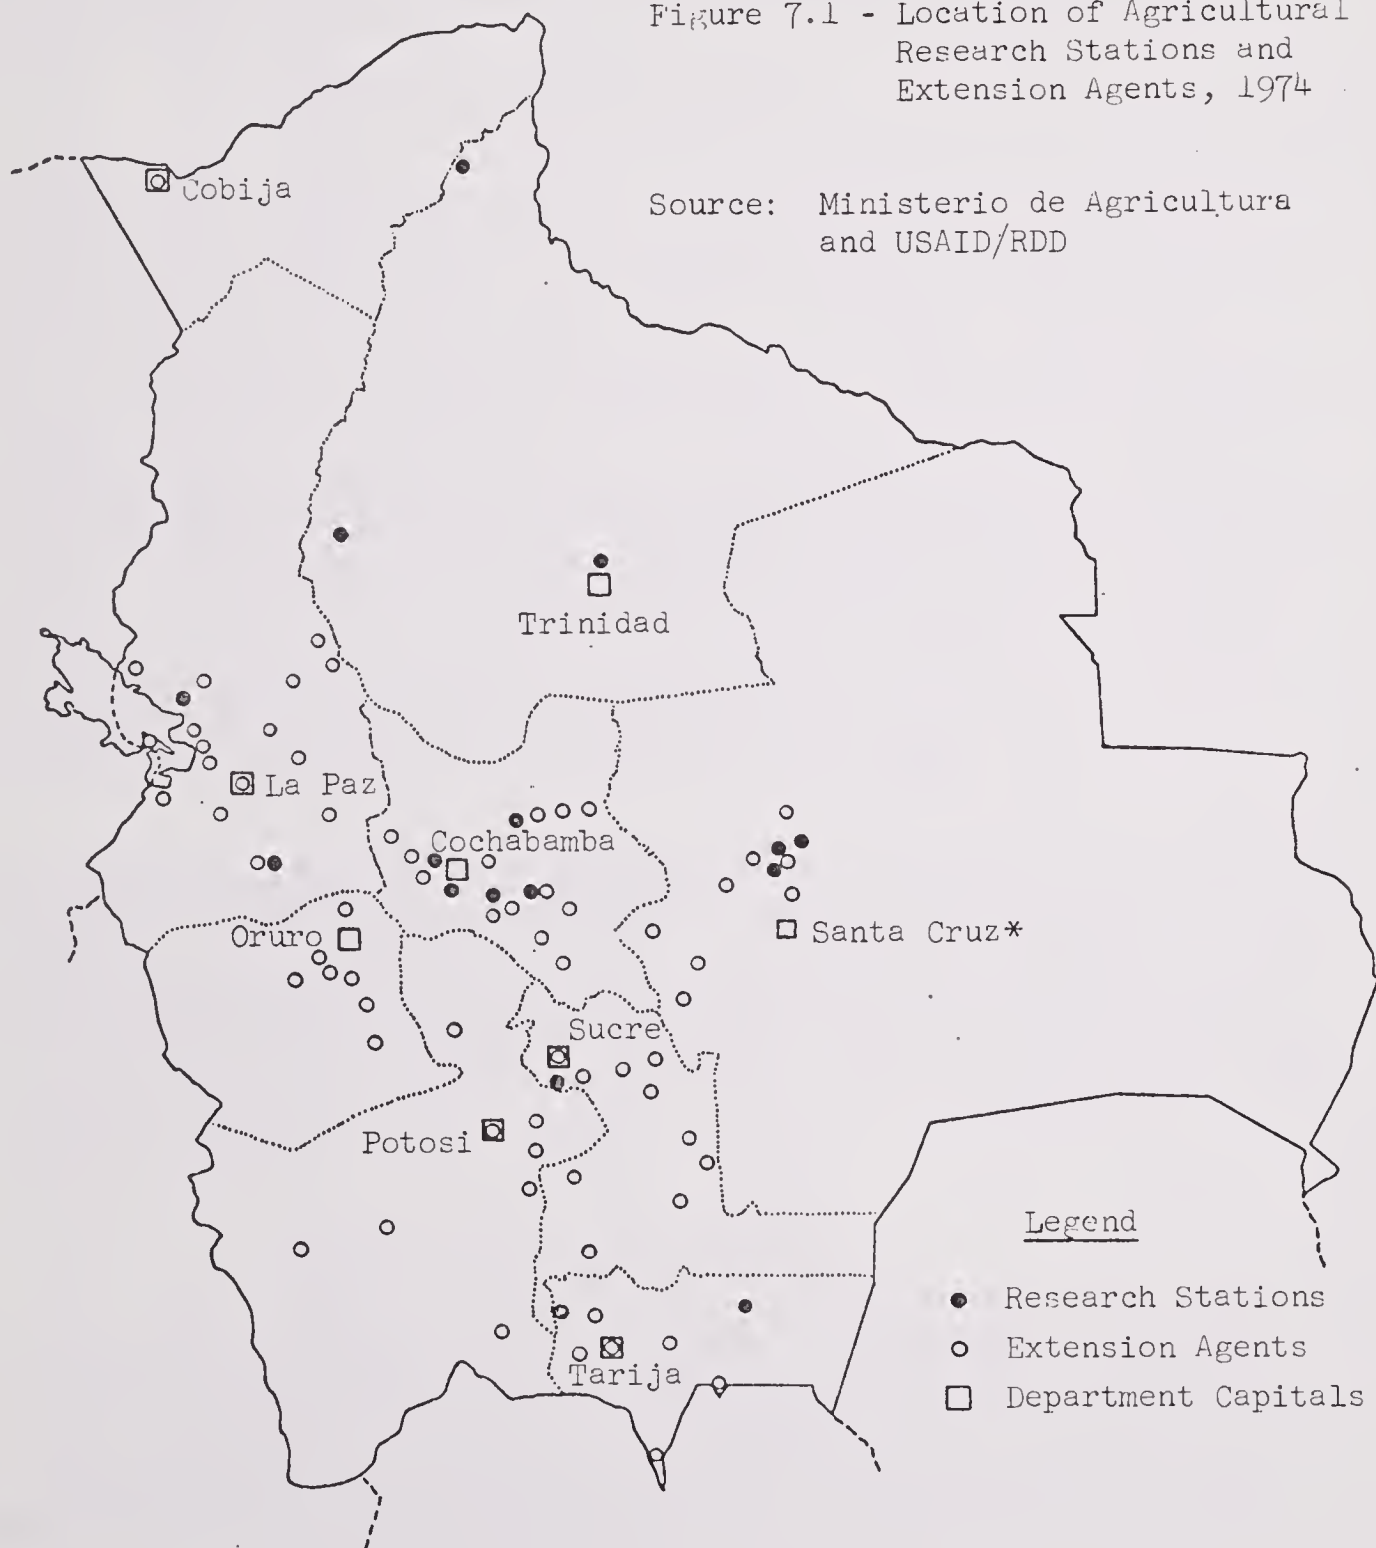 Figure 7.1 - Location of Agricultural
Research Stations and
Extension Agents, 1974
Source: Ministerio de Agricultura
and USAID/RDD
Cobija
Trinidad
La Paz
Cochabamba
Oruro
Santa Cruz*
Sucre
Potosi
Tarija
Legend
Research Stations
Extension Agents
Department Capitals